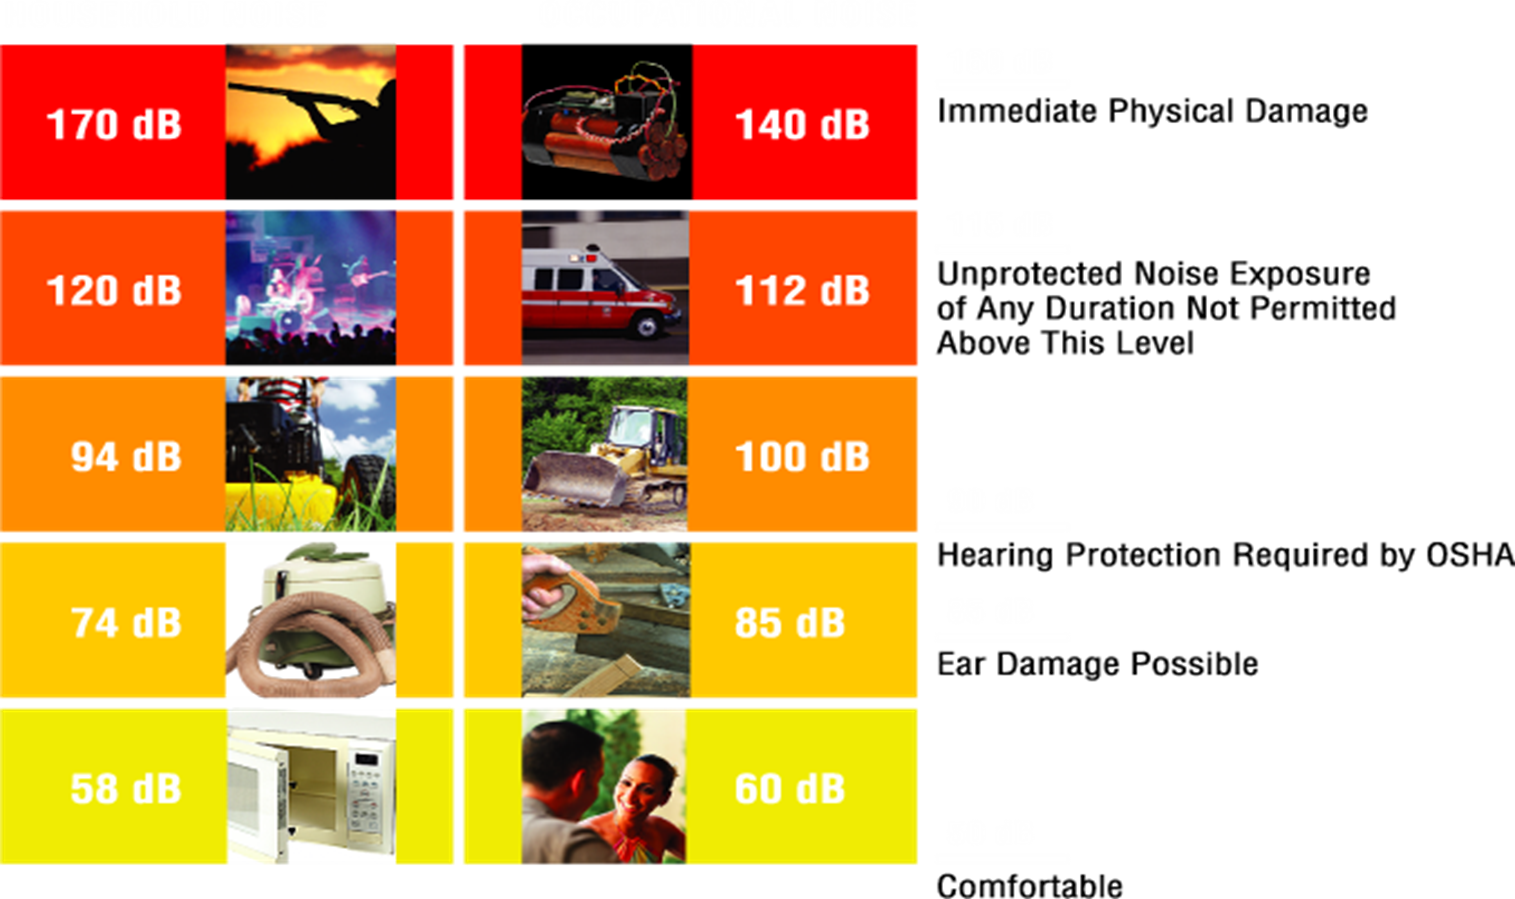 170 dB
140 dB
Immediate Physical Damage
120 dB
112 dB
Unprotected Noise Exposure
of Any Duration Not Permitted
Above This Level
94 dB
100 dB
Hearing Protection Required by OSHA
74 dB
85 dB
Ear Damage Possible
58 dB
60 dB
Comfortable